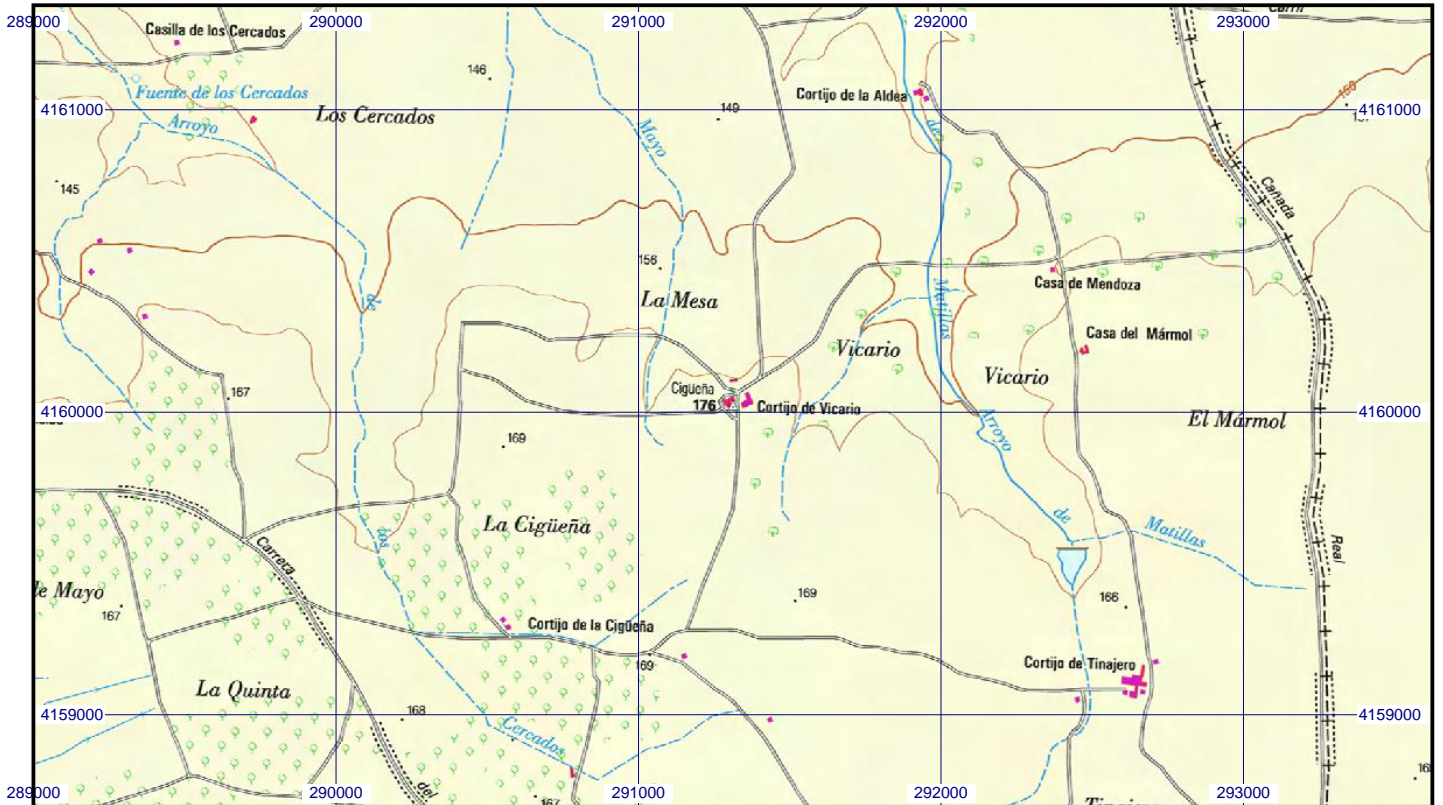 289000
290000
291000
292000
293000
Carril
Casilla de los Cercados
146
Fuente de los Cercados
Cortijo de la Aldea
150
4161000
Los Cercados
149
4161000
Arroyo
Mayo
de
145
Cañada
156
La Mesa
Casa de Mendoza
de
Matillas
Casa del Mármol
Vicario
Vicario
167
Cigüeña
176
Cortijo de Vicario
4160000
El Mármol
4160000
Arroyo
169
La Cigüeña
los
de
Matillas
Carrera
Real
de Mayo
167
169
166
Cortijo de la Cigüeña
169
Cortijo de Tinajero
La Quinta
4159000
168
4159000
Cercados
289000
290000
del
291000
292000
293000
167